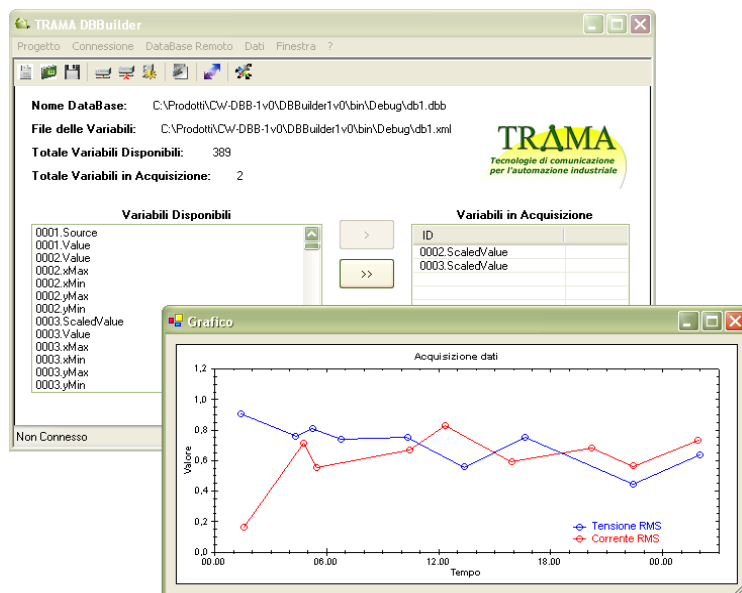 TRAMA DBBuilder
Progetto Connessione DataBase Remoto Dati Finestra ?
Nome DataBase: C:\Prodotti\CW-DBB-1v0\DBBuilder1v0\bin\Debug\db1.dbb
File delle Variabili: C:\Prodotti\CW-DBB-1v0\DBBuilder1v0\bin\Debug\db1.xml
Totale Variabili Disponibili: 389
Totale Variabili in Acquisizione: 2
TRAMA
Tecnologie di comunicazione
per l'automazione industriale
Variabili Disponibili
0001.Source
0001.Value
0002.Value
0002.xMax
0002.xMin
0002.yMax
0002.yMin
0003.ScaledValue
0003.Value
0003.xMax
0003.xMin
0003.yMax
0003.yMin
>
>>
Variabili in Acquisizione
ID
0002.ScaledValue
0003.ScaledValue
Non Connesso
Grafico
Acquisizione dati
1,2
1,0
0,8
0,6
0,4
0,2
0,0
Valore
00.00 06.00 12.00 18.00 00.00
Tempo
Tensione RMS
Corrente RMS